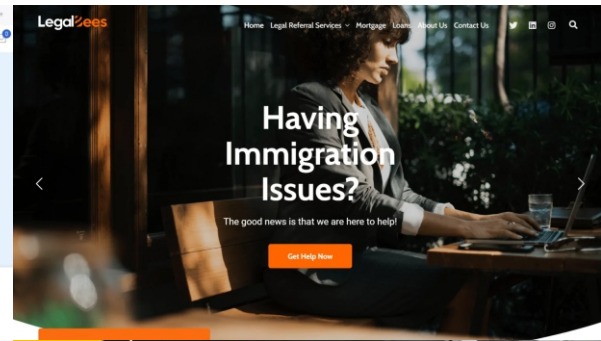 LegalBees
Home Legal Referral Services Mortgage Loans About Us Contact Us
Having
Immigration
Issues?
The good news is that we are here to help!
Get Help Now